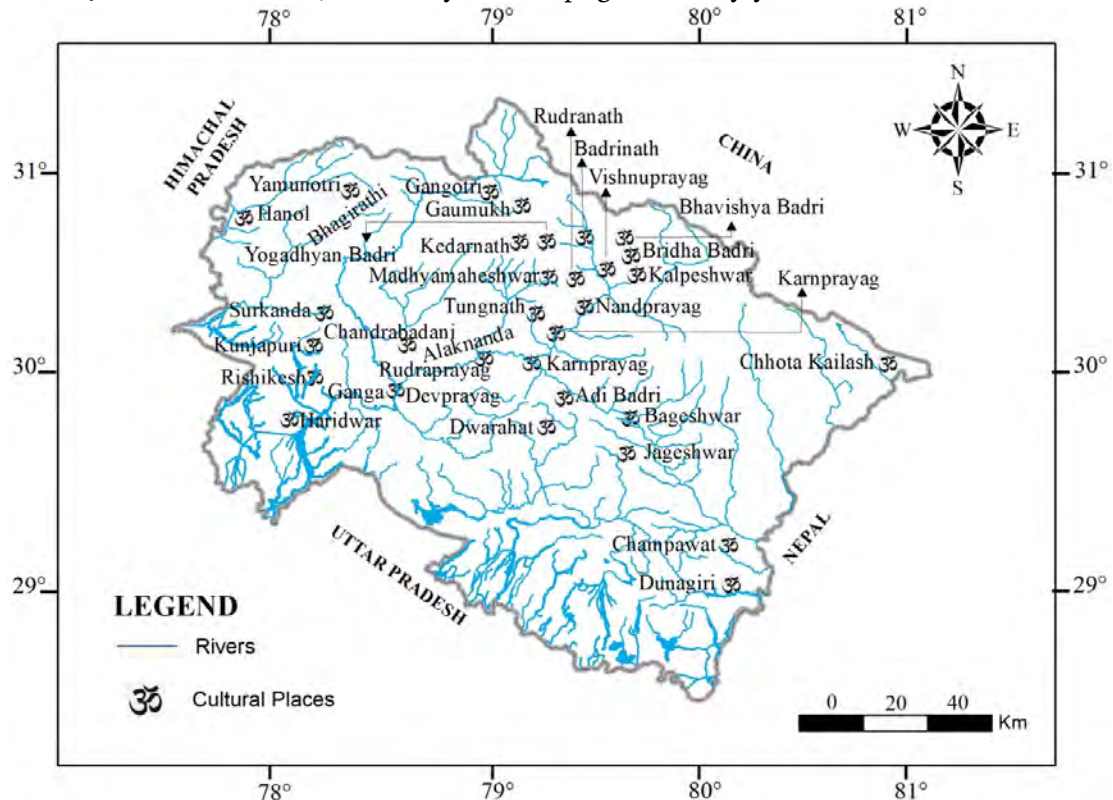 78°
79°
80°
81°
N
W
E
S
Rudranath
HIMACHAL
PRADESH
Badrinath
CHINA
31°
31°
Vishnuprayag
Yamunotri
Gangotri
Bhavishya Badri
Hanol
Bhagirathi
Gaumukh
Yogadhyan Badri
Kedarnath
Bridha Badri
Madhyamaheshwar
Kalpeshwar
Karnprayag
Surkanda
Tungnath
Nandprayag
Chandrabadani
Kunjapuri
Alaknanda
30°
30°
Rudraprayag
Karnprayag
Chhota Kailash
Rishikesh
Ganga
Devprayag
Adi Badri
Haridwar
Dwarahat
Bageshwar
Jageshwar
Champawat
NEPAL
UTTAR PRADESH
Dunagiri
29°
29°
LEGEND
Rivers
ॐ Cultural Places
0 20 40
Km
78°
79°
80°
81°